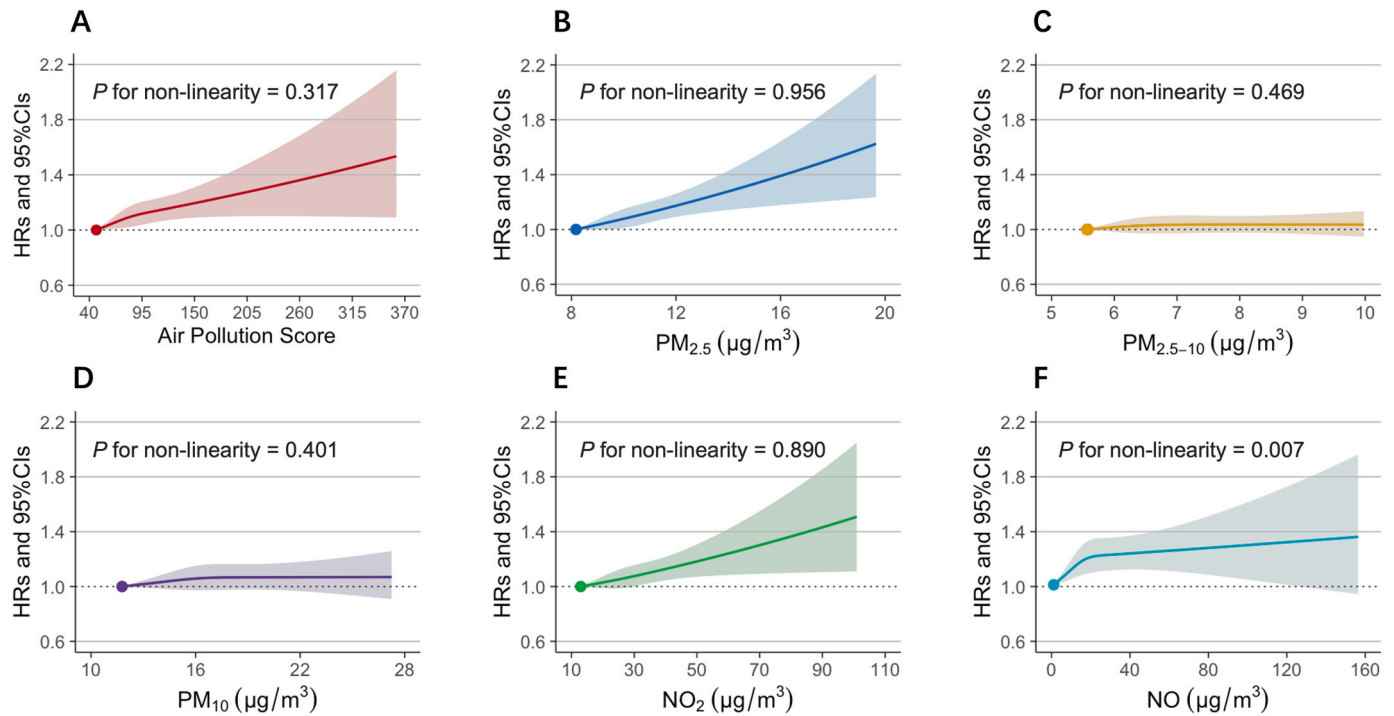 A
HRs and 95%CIs
2.2
1.8
1.4
1.0
0.6
P for non-linearity = 0.317
40 95 150 205 260 315 370
Air Pollution Score
B
HRs and 95%CIs
2.2
1.8
1.4
1.0
0.6
P for non-linearity = 0.956
8 12 16 20
PM2.5 (µg/m³)
C
HRs and 95%CIs
2.2
1.8
1.4
1.0
0.6
P for non-linearity = 0.469
5 6 7 8 9 10
PM2.5–10 (µg/m³)
D
HRs and 95%CIs
2.2
1.8
1.4
1.0
0.6
P for non-linearity = 0.401
10 16 22 28
PM10 (µg/m³)
E
HRs and 95%CIs
2.2
1.8
1.4
1.0
0.6
P for non-linearity = 0.890
10 30 50 70 90 110
NO2 (µg/m³)
F
HRs and 95%CIs
2.2
1.8
1.4
1.0
0.6
P for non-linearity = 0.007
0 40 80 120 160
NO (µg/m³)